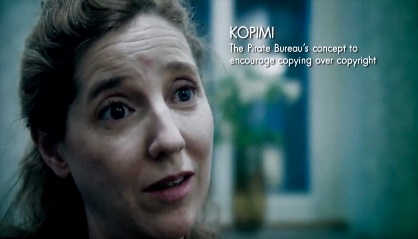 KOPIMI
The Pirate Bureau's concept to
encourage copying over copyright